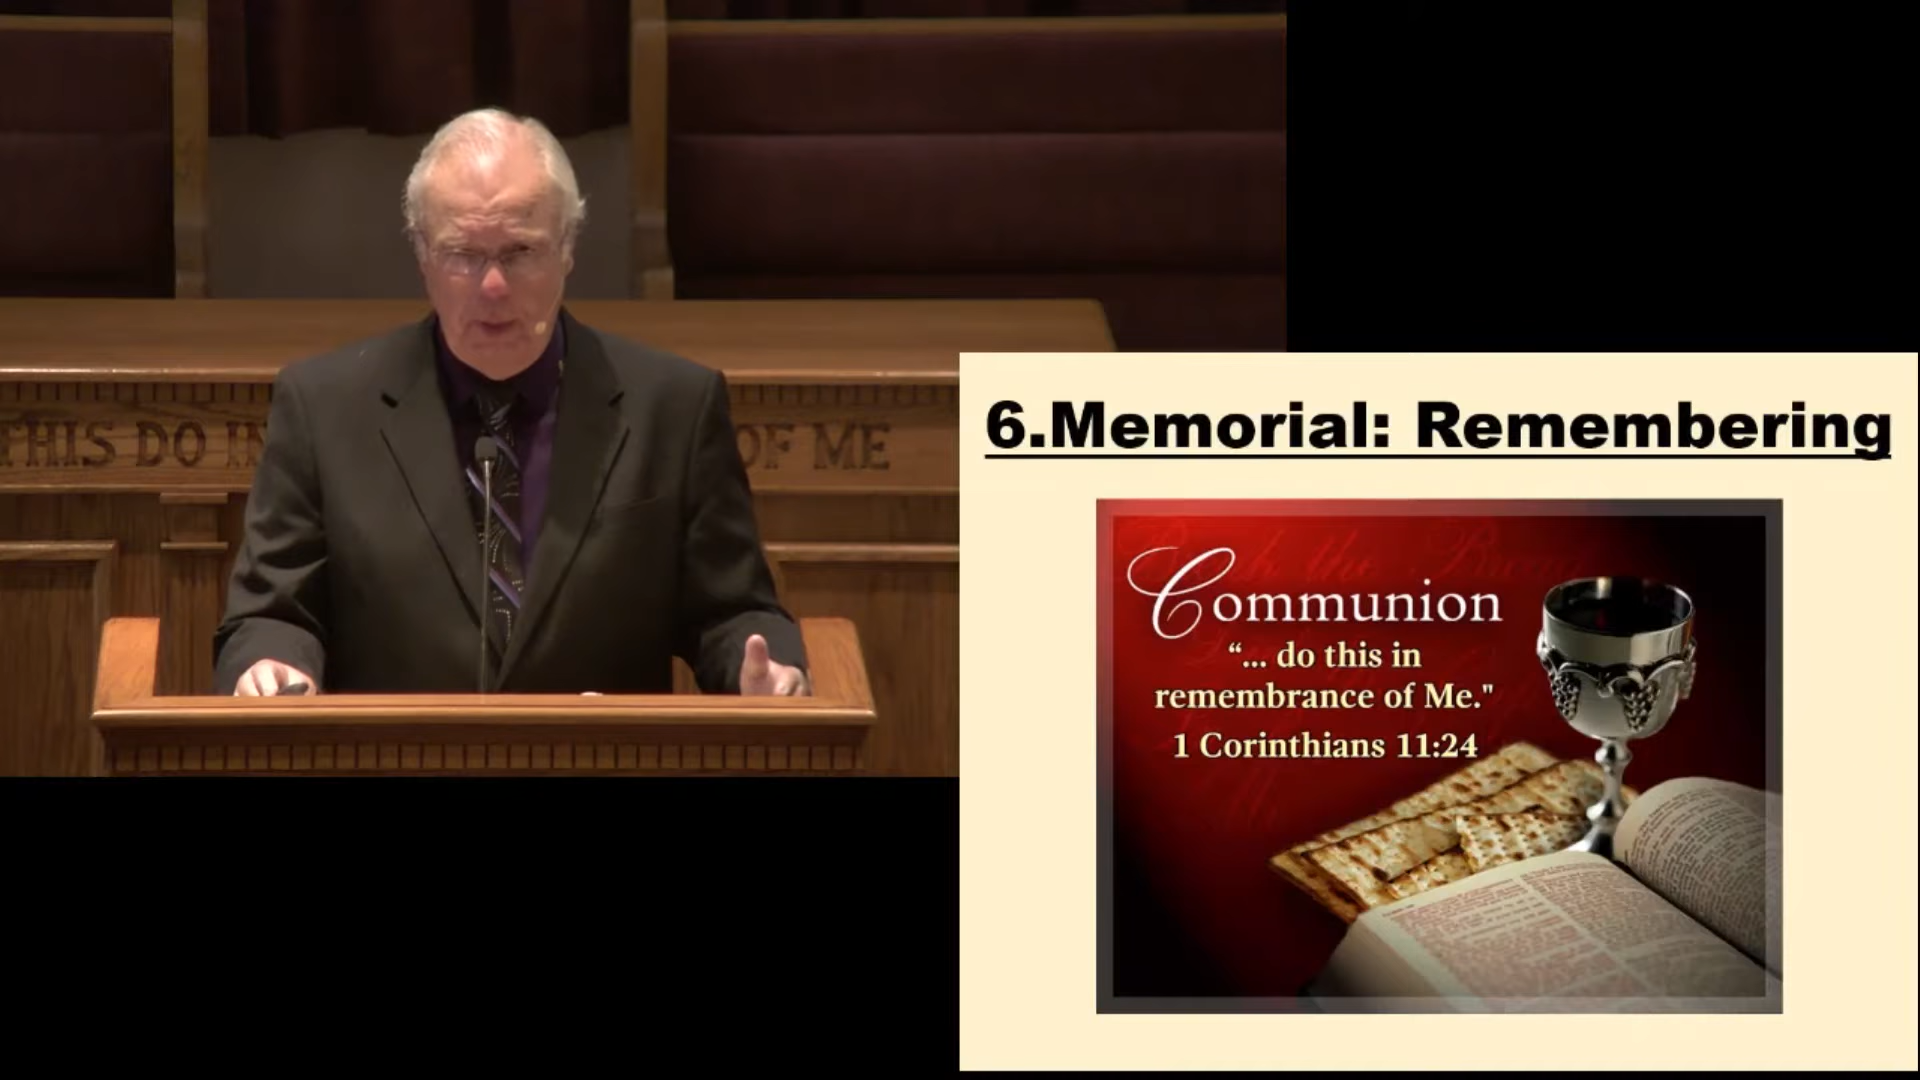 THIS DO IN
OF ME
6.Memorial: Remembering
Communion
“... do this in
remembrance of Me."
1 Corinthians 11:24